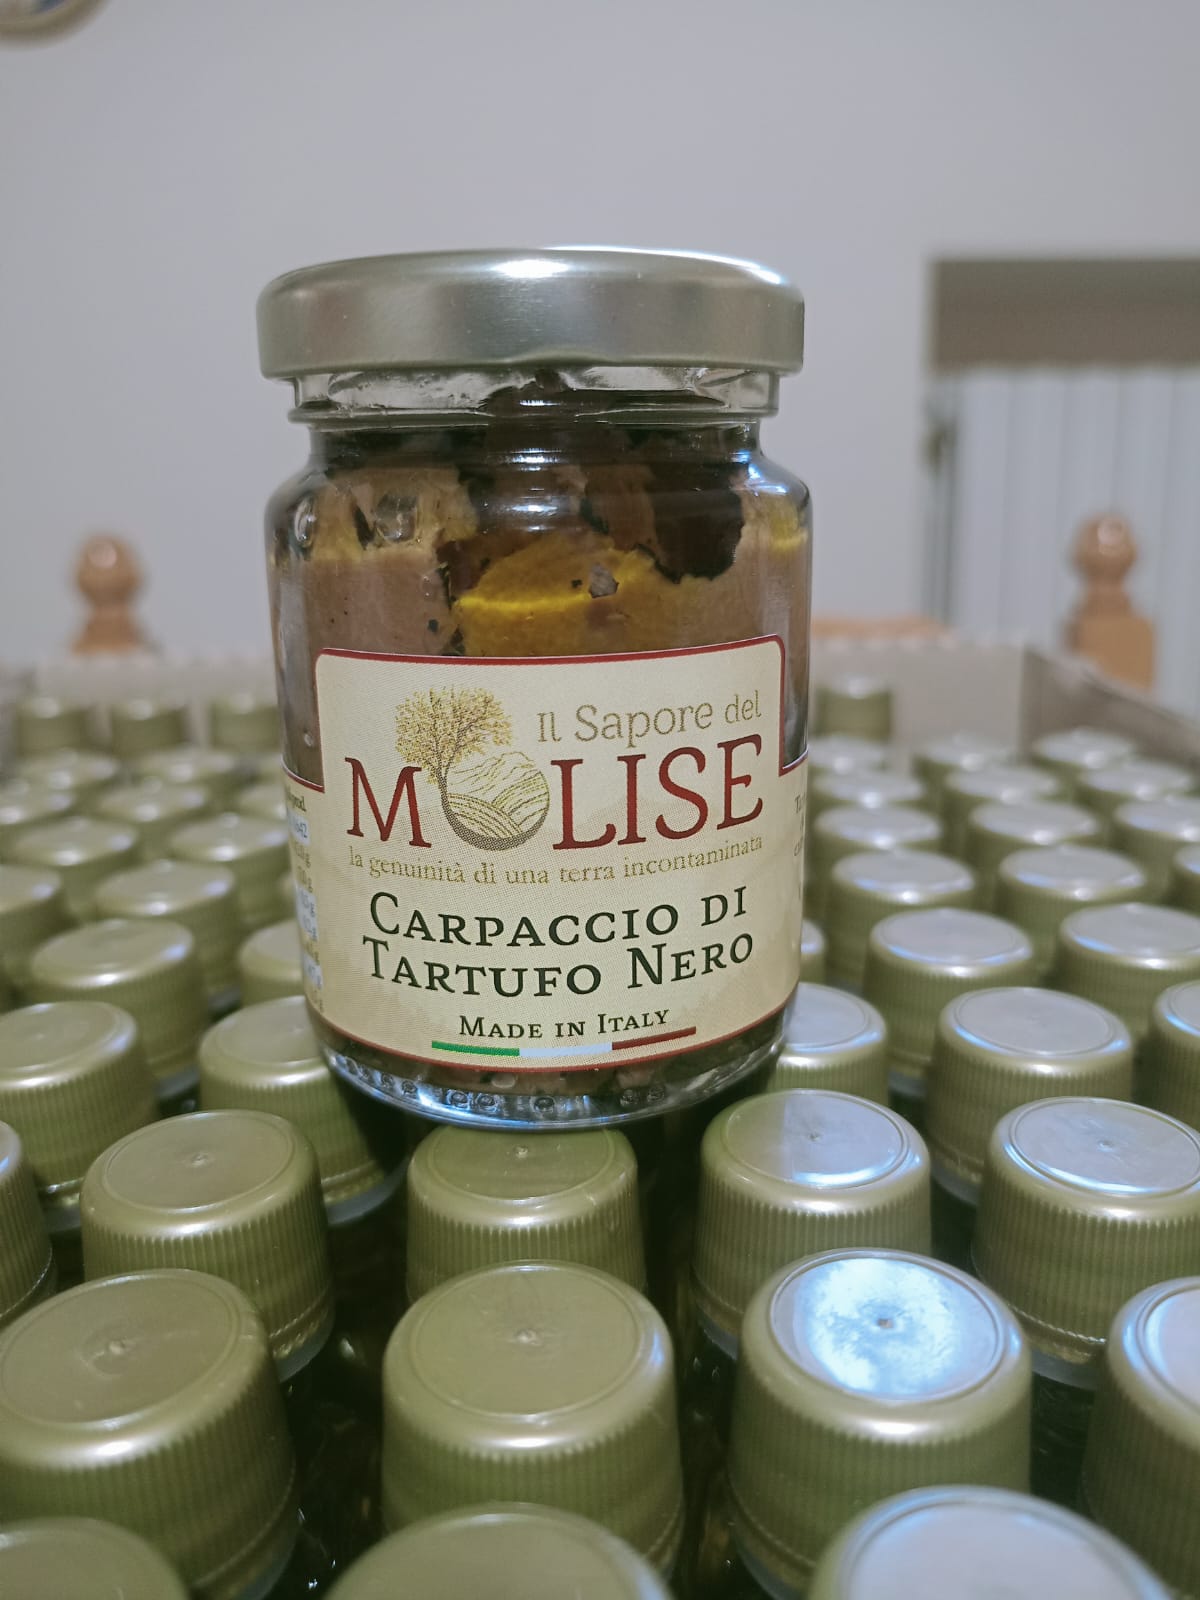 Il Sapore del
MOLISE
la genuinità di una terra incontaminata
CARPACCIO DI
TARTUFO NERO
MADE IN ITALY